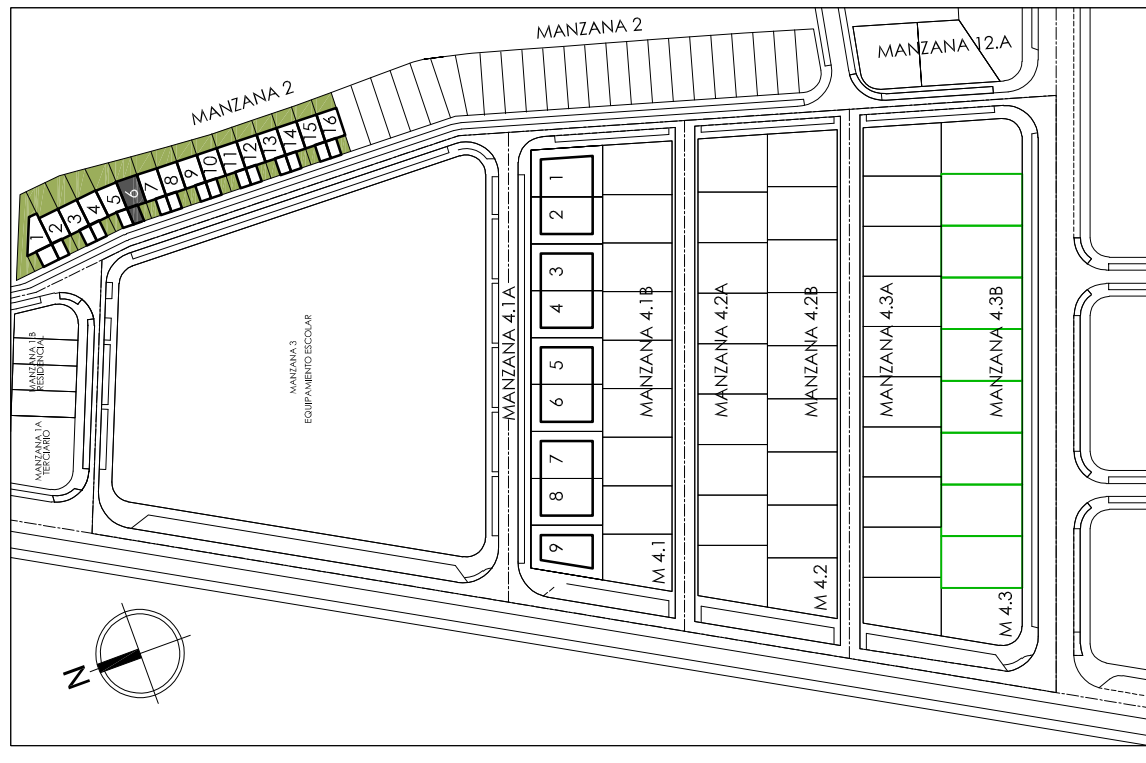 MANZANA 2
MANZANA 2
MANZANA 12.A
1
2
3
4
5
6
7
8
9
10
11
12
13
14
15
16
MANZANA 1B
RESIDENCIAL
MANZANA 1A
TERCIARIO
MANZANA 3
EQUIPAMIENTO ESCOLAR
MANZANA 4.1A
1
2
3
4
5
6
7
8
9
MANZANA 4.1B
M 4.1
MANZANA 4.2A
MANZANA 4.2B
M 4.2
MANZANA 4.3A
MANZANA 4.3B
M 4.3
N